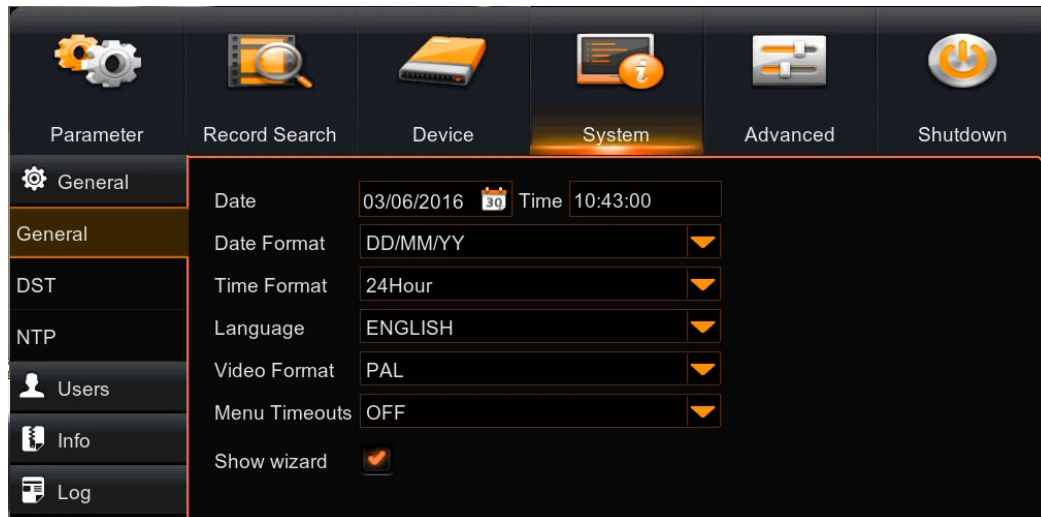 Parameter
Record Search
Device
System
Advanced
Shutdown
General
General
DST
NTP
Users
Info
Log
Date 03/06/2016 30 Time 10:43:00
Date Format DD/MM/YY
Time Format 24Hour
Language ENGLISH
Video Format PAL
Menu Timeouts OFF
Show wizard